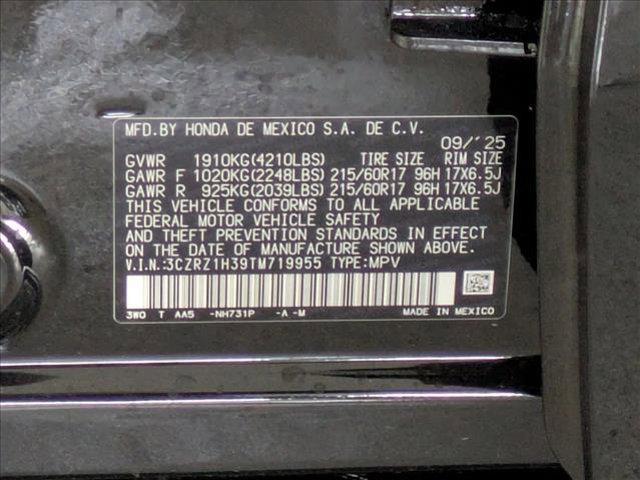 MFD.BY HONDA DE MEXICO S.A. DE C.V.
09/'25
GVWR 1910KG(4210LBS) TIRE SIZE RIM SIZE
GAWR F 1020KG(2248LBS) 215/60R17 96H 17X6.5J
GAWR R 925KG(2039LBS) 215/60R17 96H 17X6.5J
THIS VEHICLE CONFORMS TO ALL APPLICABLE
FEDERAL MOTOR VEHICLE SAFETY
AND THEFT PREVENTION STANDARDS IN EFFECT
ON THE DATE OF MANUFACTURE SHOWN ABOVE.
V.I.N.:3CZRZ1H39TM719955 TYPE:MPV
3W0 T AA5 -NH731P -A -M MADE IN MEXICO